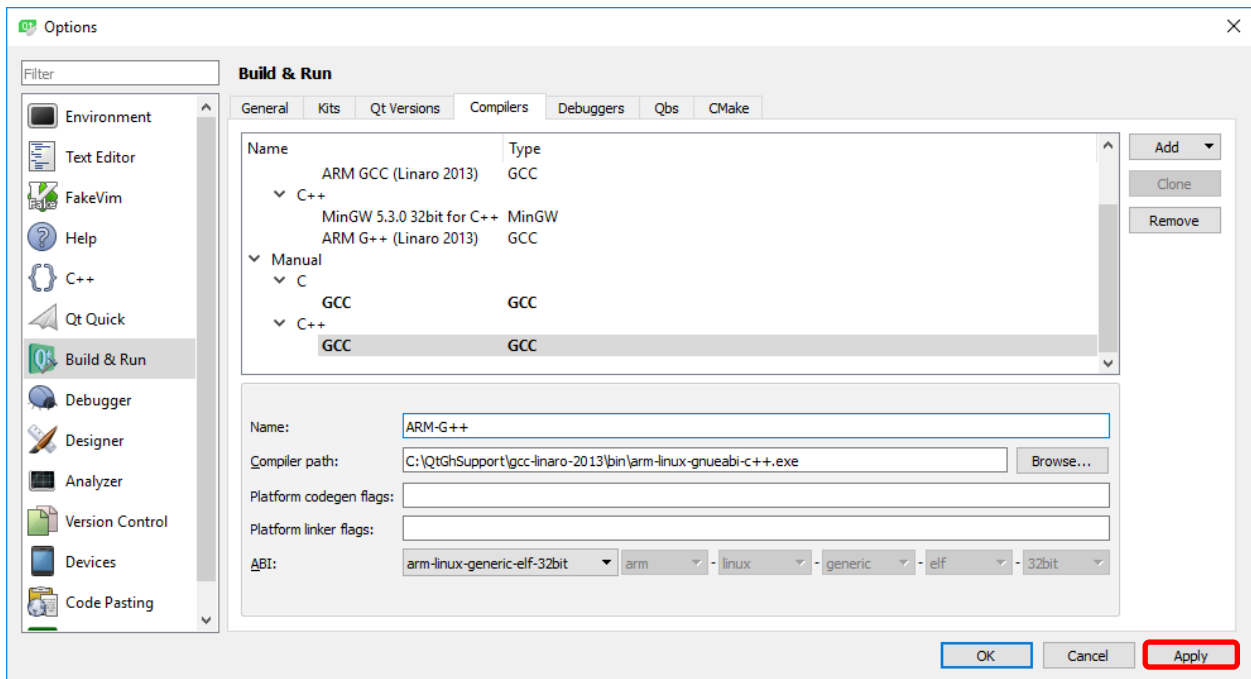 Options
Filter
Build & Run
Environment
Text Editor
FakeVim
Help
C++
Qt Quick
Build & Run
Debugger
Designer
Analyzer
Version Control
Devices
Code Pasting
General Kits Qt Versions Compilers Debuggers Qbs CMake
Name Type
ARM GCC (Linaro 2013) GCC
C++
MinGW 5.3.0 32bit for C++ MinGW
ARM G++ (Linaro 2013) GCC
Manual
C
GCC GCC
C++
GCC GCC
Add
Clone
Remove
Name: ARM-G++
Compiler path: C:\QtGhSupport\gcc-linaro-2013\bin\arm-linux-gnueabi-c++.exe Browse...
Platform codegen flags:
Platform linker flags:
ABI: arm-linux-generic-elf-32bit arm - linux - generic - elf - 32bit
OK Cancel Apply